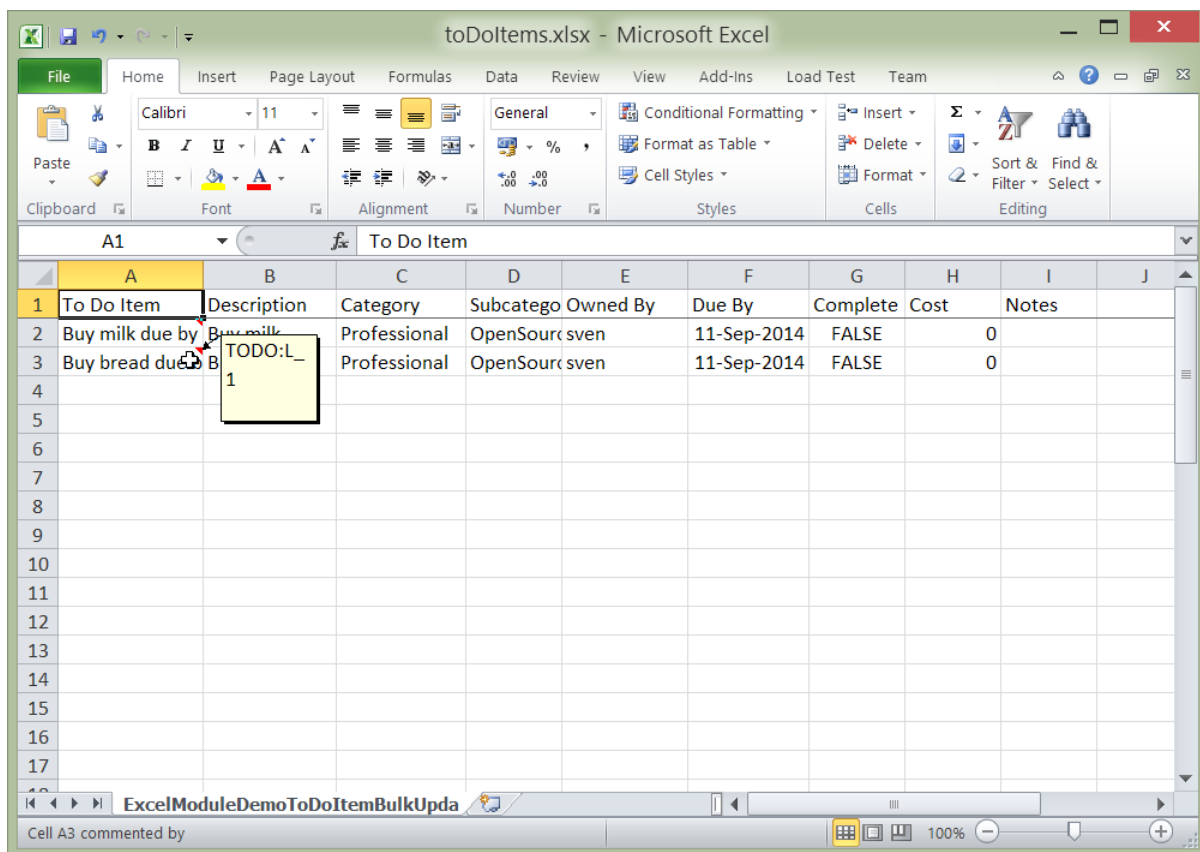 toDoItems.xlsx - Microsoft Excel
File Home Insert Page Layout Formulas Data Review View Add-Ins Load Test Team
Calibri 11 General Conditional Formatting Insert Σ
Paste B I U A A % , Format as Table Delete Sort & Find &
A .00 .00 Cell Styles Format Filter Select
Clipboard Font Alignment Number Styles Cells Editing
A1 fx To Do Item
A B C D E F G H I J
1 To Do Item Description Category Subcatego Owned By Due By Complete Cost Notes
2 Buy milk due by Buy milk Professional OpenSourc sven 11-Sep-2014 FALSE 0
3 Buy bread due b B Professional OpenSourc sven 11-Sep-2014 FALSE 0
TODO:L_
1
4
5
6
7
8
9
10
11
12
13
14
15
16
17
ExcelModuleDemoToDoItemBulkUpda
Cell A3 commented by 100%